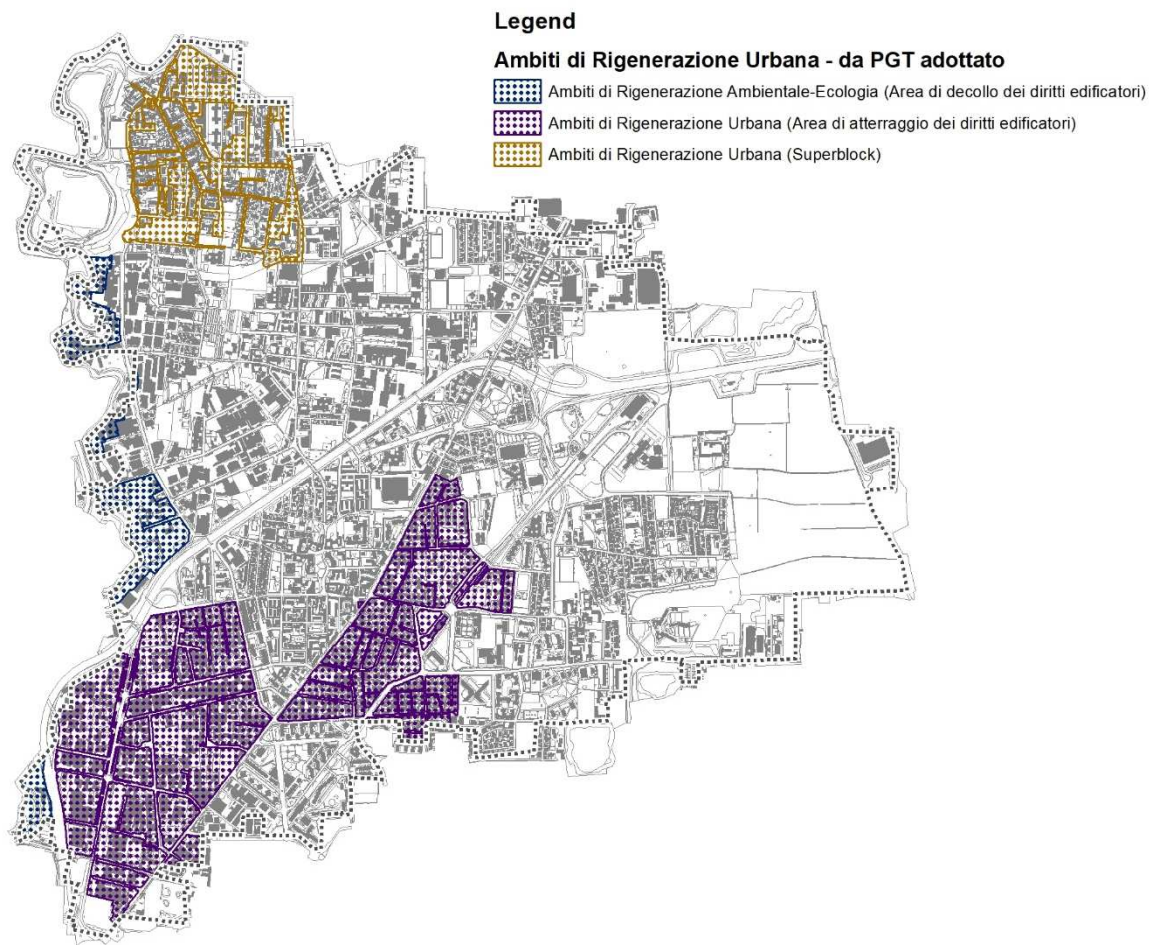 Legend
Ambiti di Rigenerazione Urbana - da PGT adottato
Ambiti di Rigenerazione Ambientale-Ecologia (Area di decollo dei diritti edificatori)
Ambiti di Rigenerazione Urbana (Area di atterraggio dei diritti edificatori)
Ambiti di Rigenerazione Urbana (Superblock)